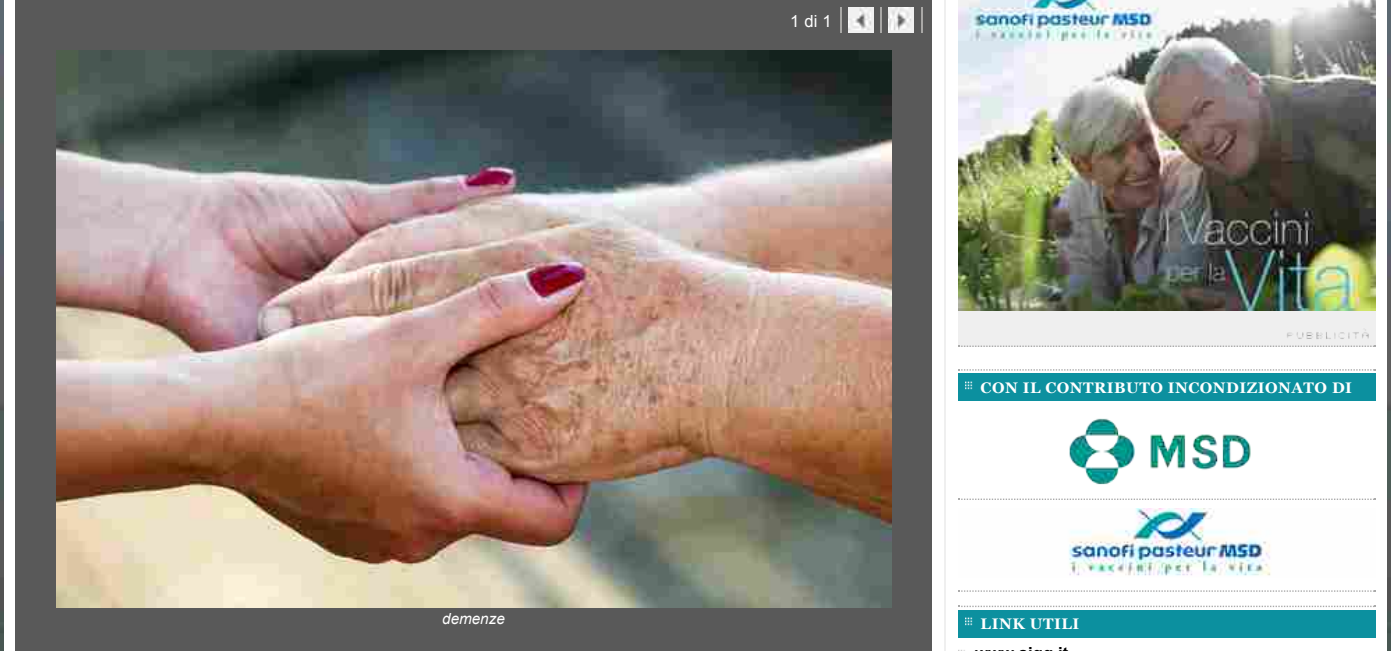 1 di 1
demenze
sanofi pasteur MSD
i vaccini per la vita
I Vaccini
per la Vita
PUBBLICITÀ
CON IL CONTRIBUTO INCONDIZIONATO DI
MSD
sanofi pasteur MSD
i vaccini per la vita
LINK UTILI